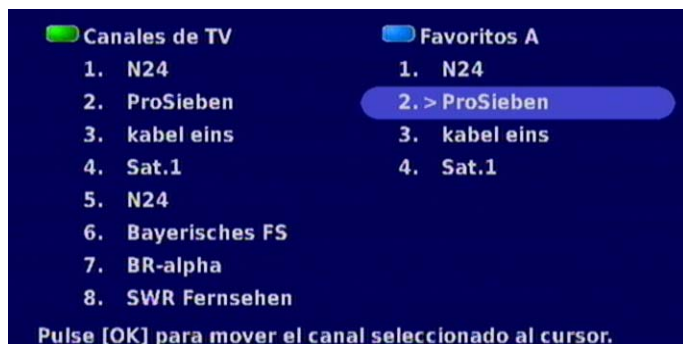 Canales de TV
1. N24
2. ProSieben
3. kabel eins
4. Sat.1
5. N24
6. Bayerisches FS
7. BR-alpha
8. SWR Fernsehen
Favoritos A
1. N24
2. > ProSieben
3. kabel eins
4. Sat.1
Pulse [OK] para mover el canal seleccionado al cursor.